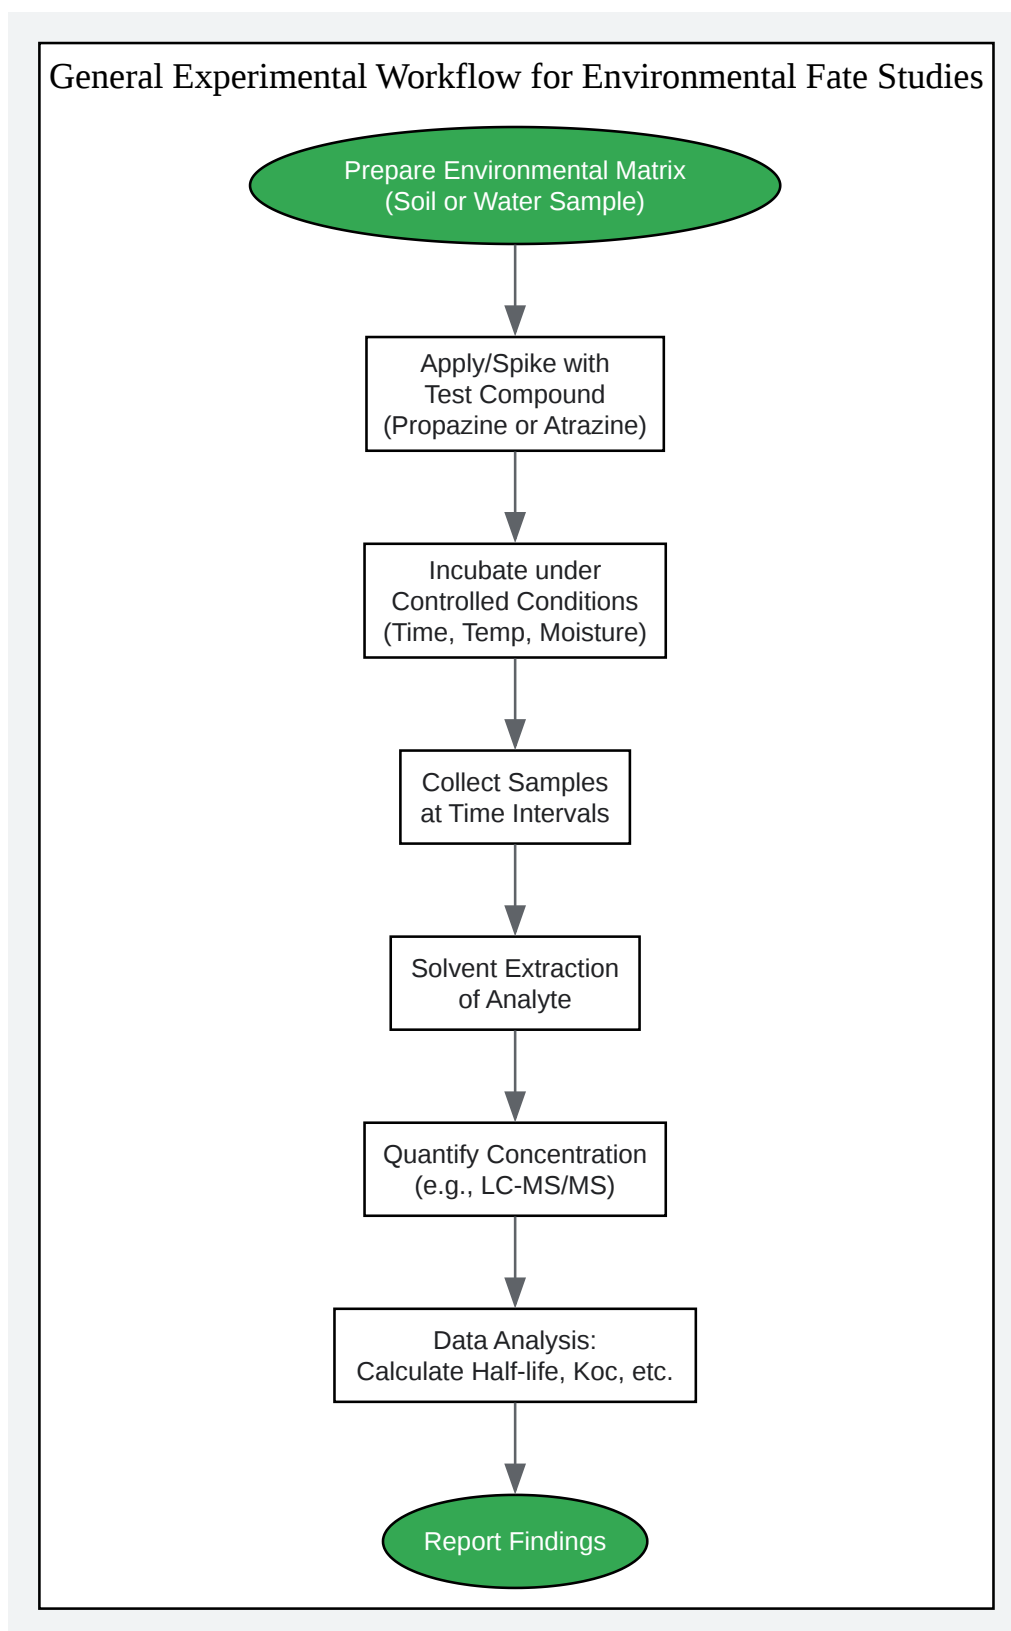 General Experimental Workflow for Environmental Fate Studies
Prepare Environmental Matrix
(Soil or Water Sample)
Apply/Spike with
Test Compound
(Propazine or Atrazine)
Incubate under
Controlled Conditions
(Time, Temp, Moisture)
Collect Samples
at Time Intervals
Solvent Extraction
of Analyte
Quantify Concentration
(e.g., LC-MS/MS)
Data Analysis:
Calculate Half-life, Koc, etc.
Report Findings